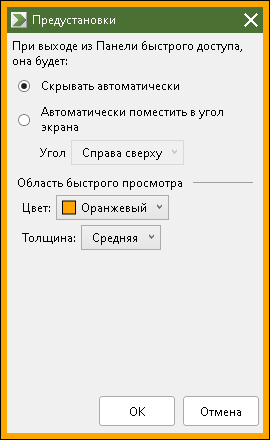 Предустановки
При выходе из Панели быстрого доступа,
она будет:
Скрывать автоматически
Автоматически поместить в угол
экрана
Угол Справа сверху
Область быстрого просмотра
Цвет: Оранжевый
Толщина: Средняя
OK Отмена